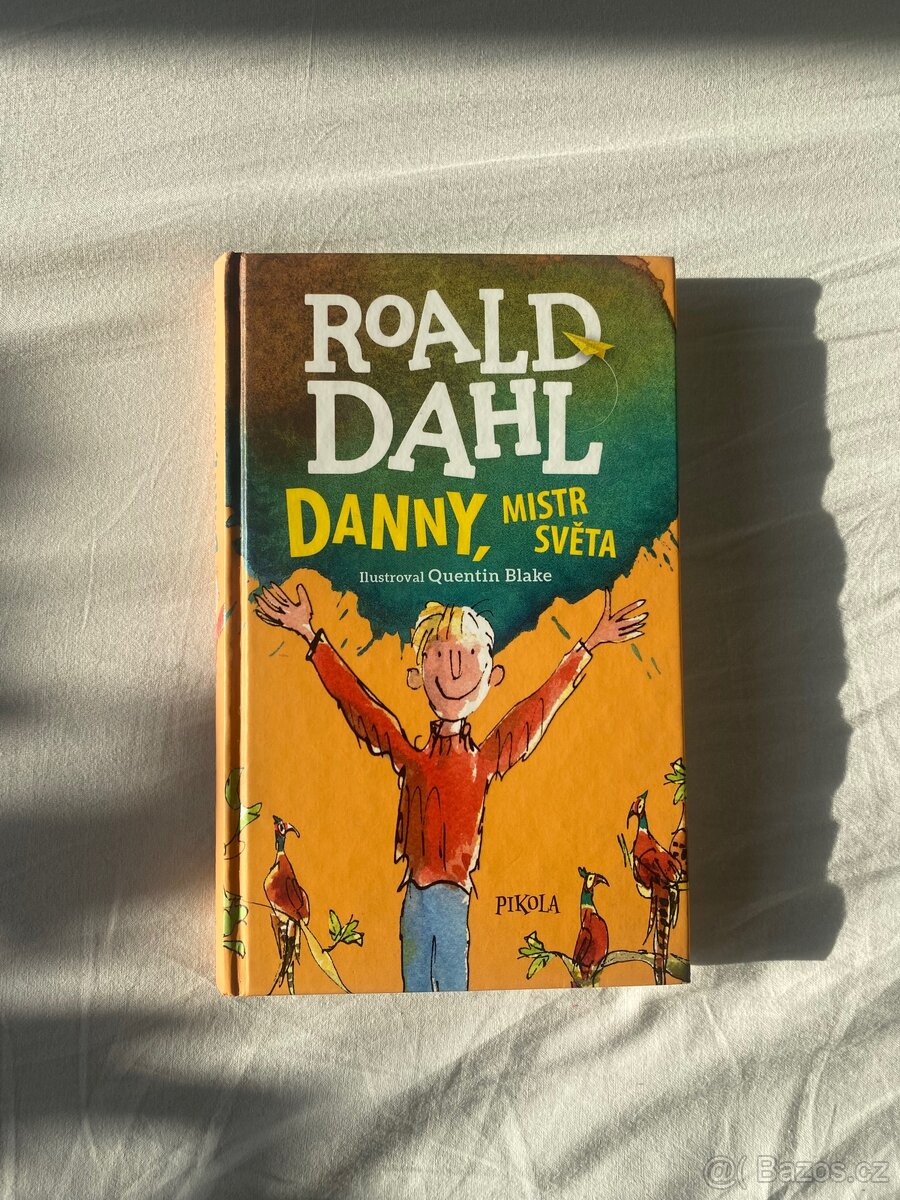 ROALD
DAHL
DANNY, MISTR
SVĚTA
Ilustroval Quentin Blake
PIKOLA
@( Bazos.cz